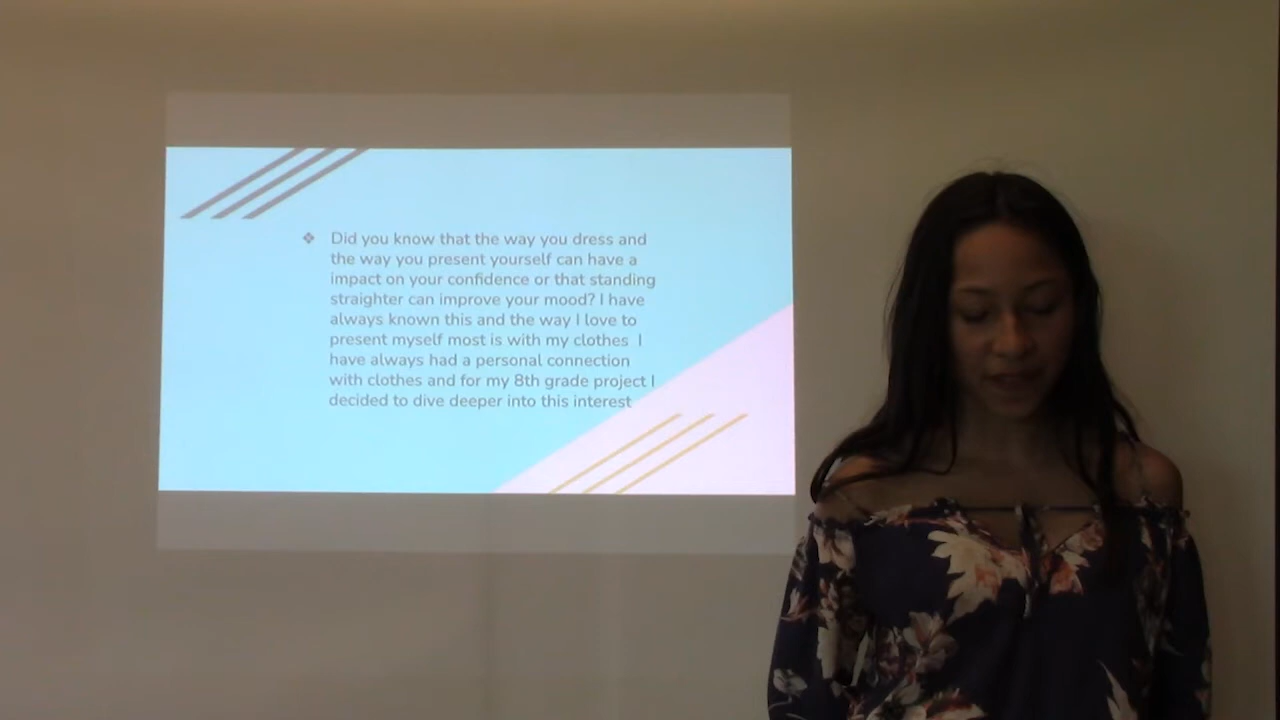 Did you know that the way you dress and
the way you present yourself can have a
impact on your confidence or that standing
straighter can improve your mood? I have
always known this and the way I love to
present myself most is with my clothes  I
have always had a personal connection
with clothes and for my 8th grade project I
decided to dive deeper into this interest